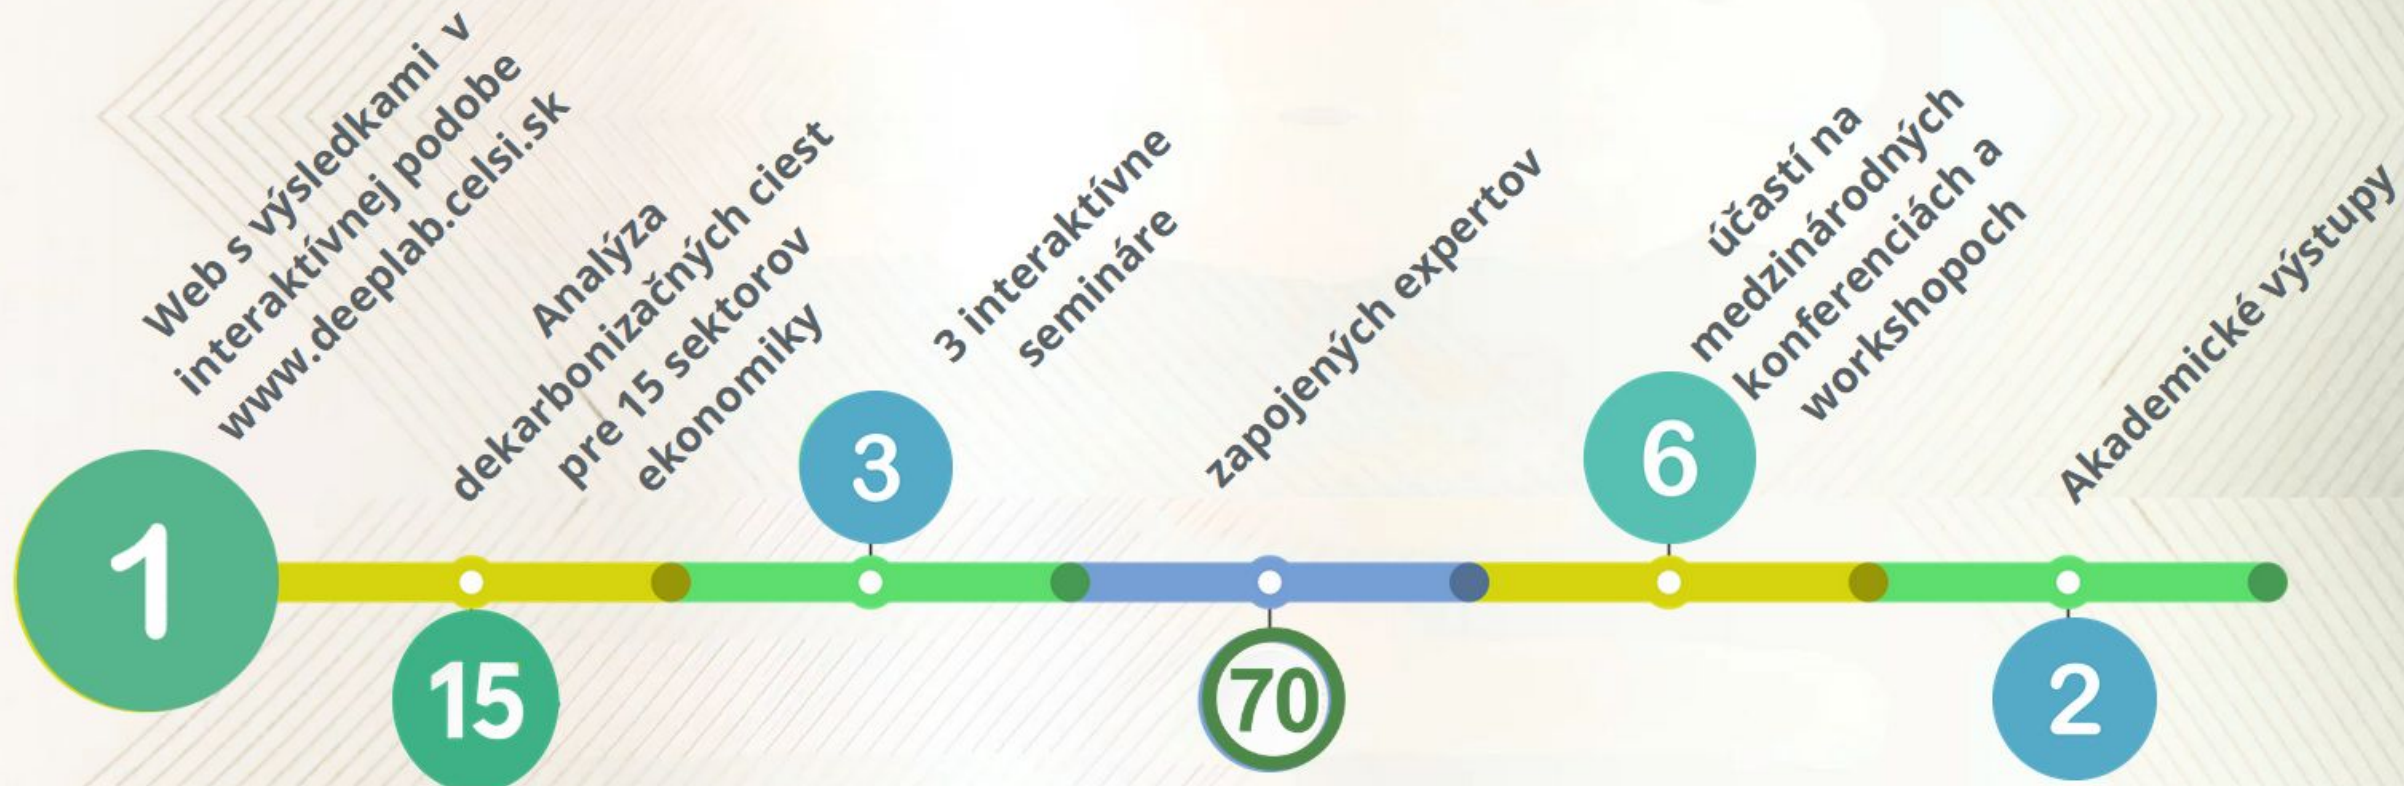 Web s výsledkami v
interaktívnej podobe
www.deeplab.celsi.sk
1
Analýza
dekarbonizačných ciest
pre 15 sektorov
ekonomiky
15
3 interaktívne
semináre
3
zapojených expertov
70
účastí na
medzinárodných
konferenciách a
workshopoch
6
Akademické výstupy
2